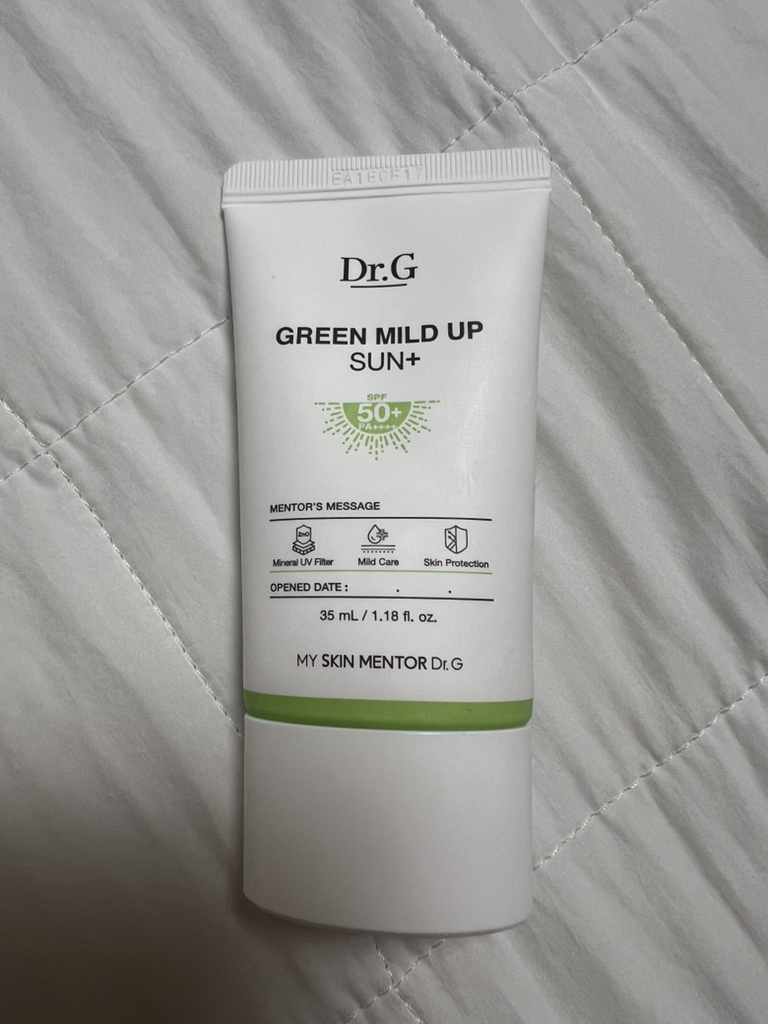 EA160F17
Dr.G
GREEN MILD UP
SUN+
SPF
50+
PA++++
MENTOR'S MESSAGE
ZnO
Mineral UV Filter Mild Care Skin Protection
OPENED DATE : . .
35 mL / 1.18 fl. oz.
MY SKIN MENTOR Dr.G